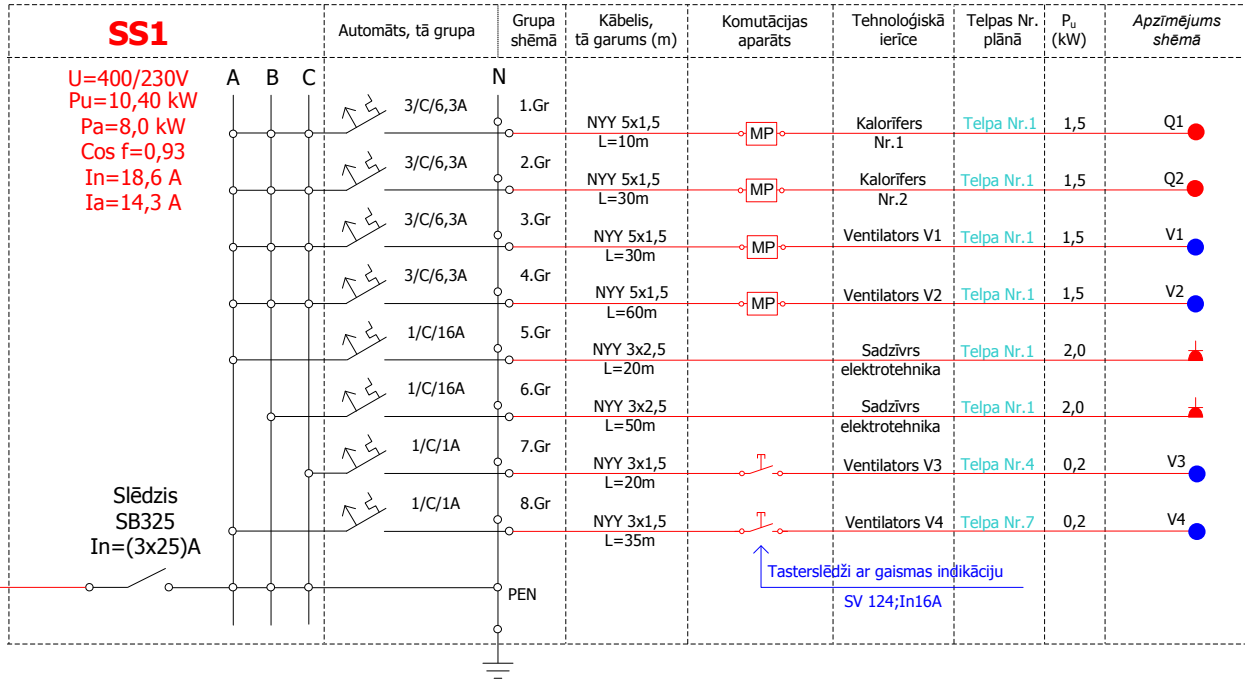 SS1
U=400/230V
Pu=10,40 kW
Pa=8,0 kW
Cos f=0,93
In=18,6 A
Ia=14,3 A
A B C N
Automāts, tā grupa
Grupa
shēmā
Kābelis,
tā garums (m)
Komutācijas
aparāts
Tehnoloģiskā
ierīce
Telpas Nr.
plānā
Pu
(kW)
Apzīmējums
shēmā
3/C/6,3A 1.Gr NYY 5x1,5 MP Kalorīfers Telpa Nr.1 1,5 Q1
L=10m Nr.1
3/C/6,3A 2.Gr NYY 5x1,5 MP Kalorīfers Telpa Nr.1 1,5 Q2
L=30m Nr.2
3/C/6,3A 3.Gr NYY 5x1,5 MP Ventilators V1 Telpa Nr.1 1,5 V1
L=30m
3/C/6,3A 4.Gr NYY 5x1,5 MP Ventilators V2 Telpa Nr.1 1,5 V2
L=60m
1/C/16A 5.Gr NYY 3x2,5 Sadzīvrs Telpa Nr.1 2,0
L=20m elektrotehnika
1/C/16A 6.Gr NYY 3x2,5 Sadzīvrs Telpa Nr.1 2,0
L=50m elektrotehnika
1/C/1A 7.Gr NYY 3x1,5 Ventilators V3 Telpa Nr.4 0,2 V3
L=20m
1/C/1A 8.Gr NYY 3x1,5 Ventilators V4 Telpa Nr.7 0,2 V4
L=35m
Slēdzis
SB325
In=(3x25)A
PEN
Tasterslēdži ar gaismas indikāciju
SV 124;In16A